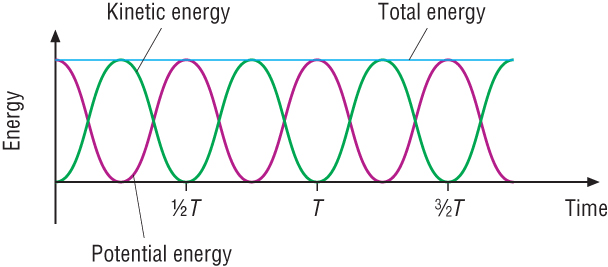 Kinetic energy
Total energy
Energy
½T
T
3⁄2T
Time
Potential energy